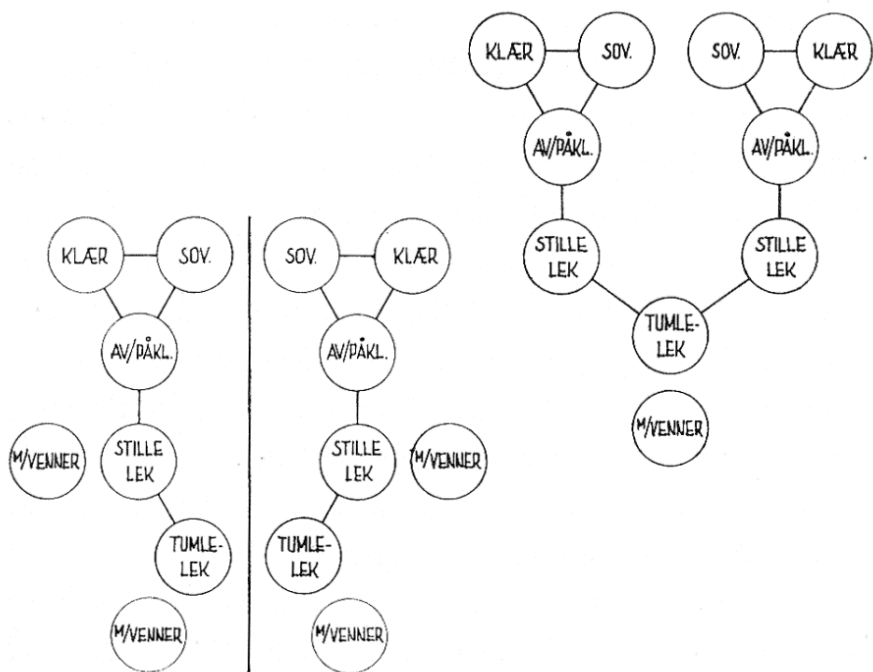 KLÆR
SOV.
SOV.
KLÆR
AV/PÅKL.
AV/PÅKL.
STILLE
LEK
STILLE
LEK
TUMLE-
LEK
M/VENNER
KLÆR
SOV.
SOV.
KLÆR
AV/PÅKL.
AV/PÅKL.
M/VENNER
STILLE
LEK
STILLE
LEK
M/VENNER
TUMLE-
LEK
TUMLE-
LEK
M/VENNER
M/VENNER